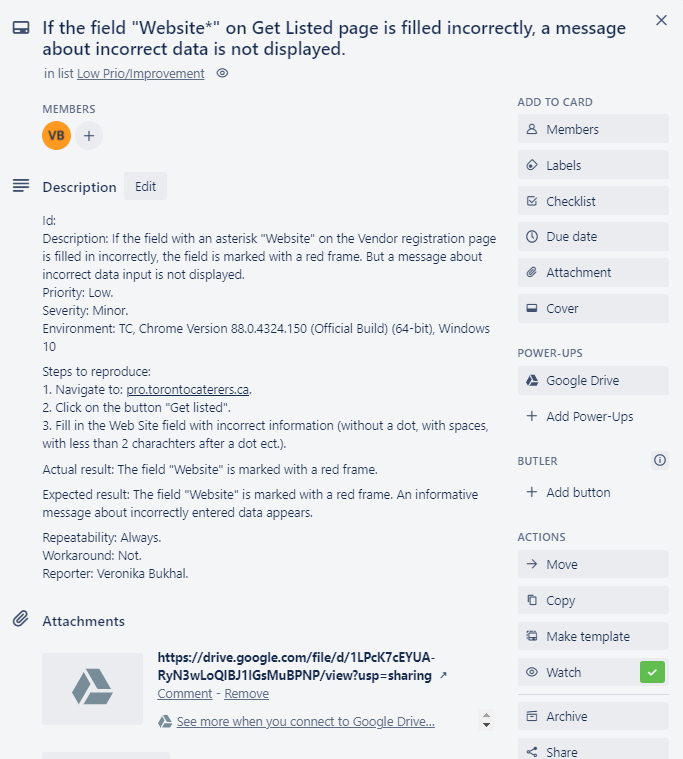 If the field "Website*" on Get Listed page is filled incorrectly, a message
about incorrect data is not displayed.
in list Low Prio/Improvement
MEMBERS
VB
Description
Edit
Id:
Description: If the field with an asterisk "Website" on the Vendor registration page
is filled in incorrectly, the field is marked with a red frame. But a message about
incorrect data input is not displayed.
Priority: Low.
Severity: Minor.
Environment: TC, Chrome Version 88.0.4324.150 (Official Build) (64-bit), Windows
10
Steps to reproduce:
1. Navigate to: pro.torontocaterers.ca.
2. Click on the button "Get listed".
3. Fill in the Web Site field with incorrect information (without a dot, with spaces,
with less than 2 charachters after a dot ect.).
Actual result: The field "Website" is marked with a red frame.
Expected result: The field "Website" is marked with a red frame. An informative
message about incorrectly entered data appears.
Repeatability: Always.
Workaround: Not.
Reporter: Veronika Bukhal.
Attachments
https://drive.google.com/file/d/1LPcK7cEYUA-
RyN3wLoQIBJ1IGsMuBPNP/view?usp=sharing ↗
Comment - Remove
See more when you connect to Google Drive...
ADD TO CARD
Members
Labels
Checklist
Due date
Attachment
Cover
POWER-UPS
Google Drive
+ Add Power-Ups
BUTLER
+ Add button
ACTIONS
Move
Copy
Make template
Watch
Archive
Share